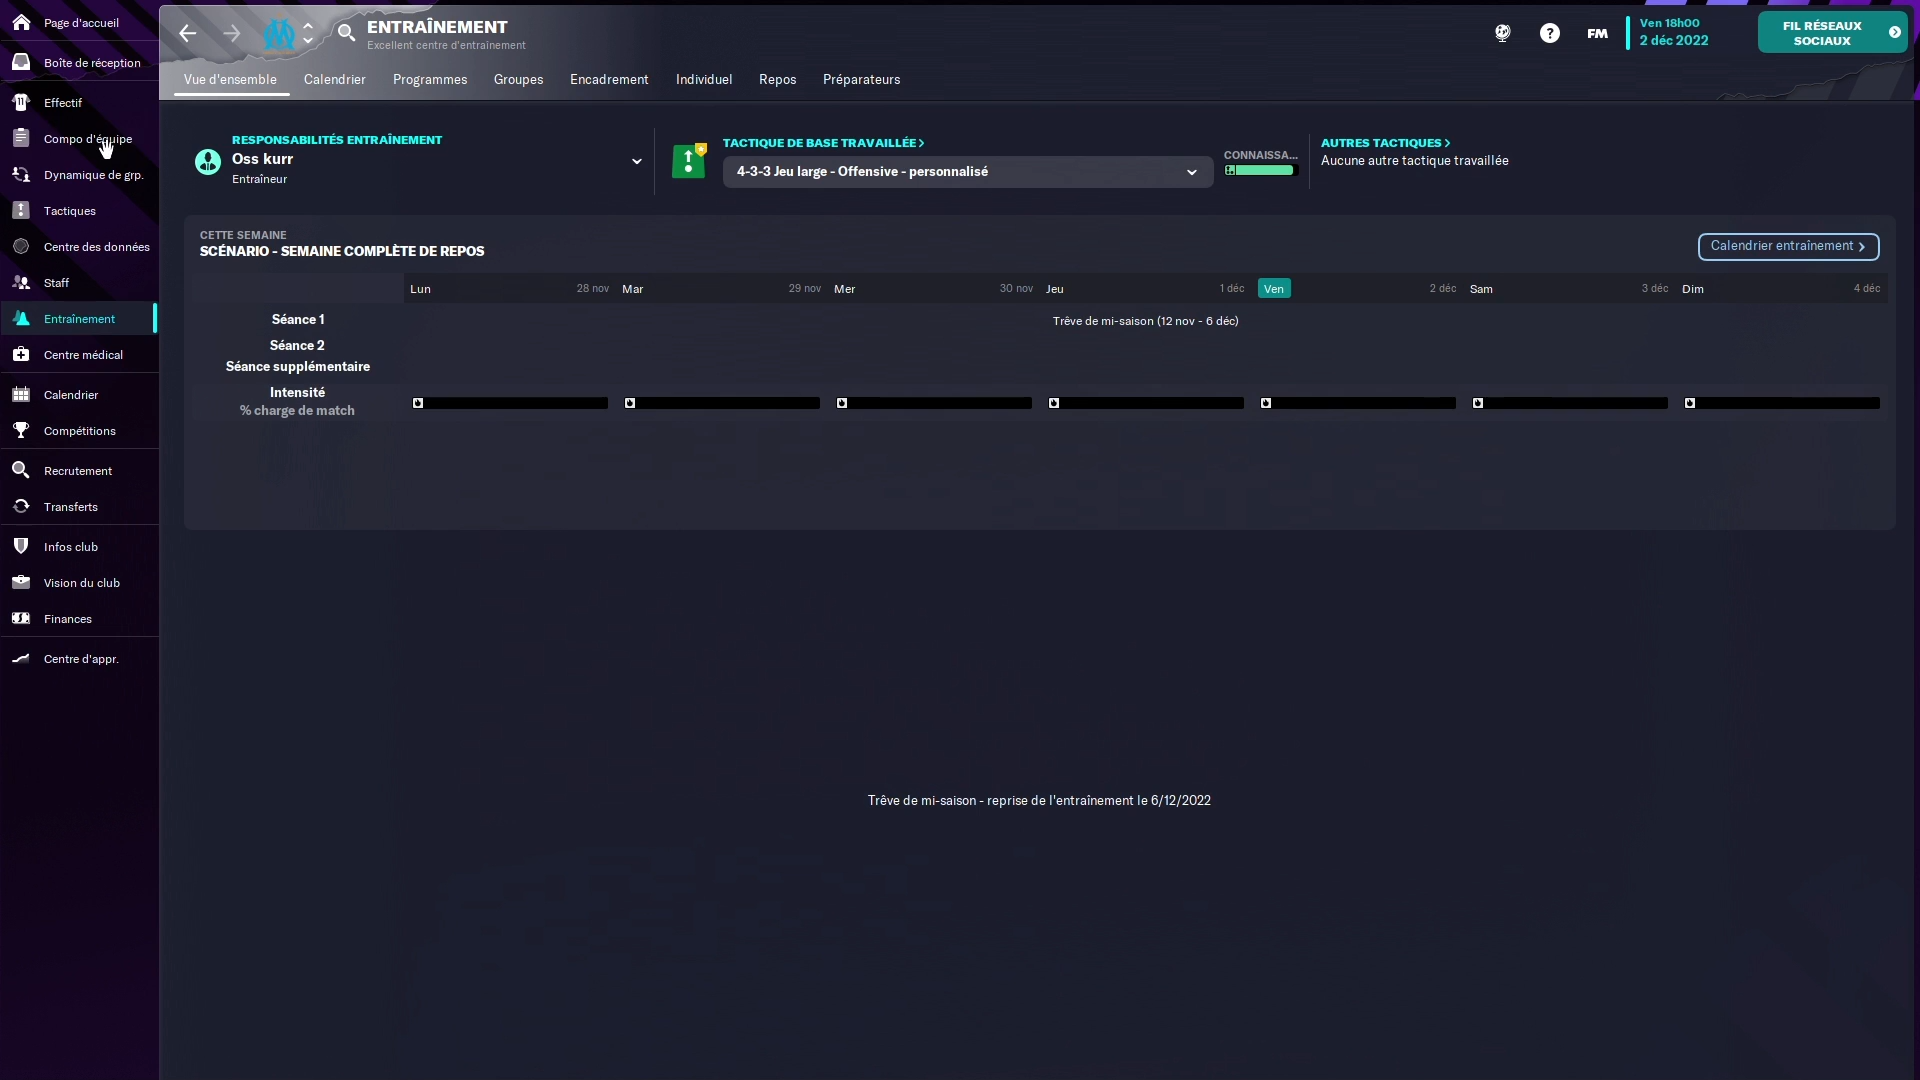 Page d'accueil
Boîte de réception
Effectif
Compo d'équipe
Dynamique de grp.
Tactiques
Centre des données
Staff
Entraînement
Centre médical
Calendrier
Compétitions
Recrutement
Transferts
Infos club
Vision du club
Finances
Centre d'appr.
ENTRAÎNEMENT
Excellent centre d'entraînement
FM
Ven 18h00
2 déc 2022
FIL RÉSEAUX
SOCIAUX
Vue d'ensemble Calendrier Programmes Groupes Encadrement Individuel Repos Préparateurs
RESPONSABILITÉS ENTRAÎNEMENT
Oss kurr
Entraîneur
TACTIQUE DE BASE TRAVAILLÉE
4-3-3 Jeu large - Offensive - personnalisé
CONNAISSA...
AUTRES TACTIQUES
Aucune autre tactique travaillée
CETTE SEMAINE
SCÉNARIO - SEMAINE COMPLÈTE DE REPOS
Calendrier entraînement
Lun 28 nov Mar 29 nov Mer 30 nov Jeu 1 déc Ven 2 déc Sam 3 déc Dim 4 déc
Séance 1
Trêve de mi-saison (12 nov - 6 déc)
Séance 2
Séance supplémentaire
Intensité
% charge de match
Trêve de mi-saison - reprise de l'entraînement le 6/12/2022